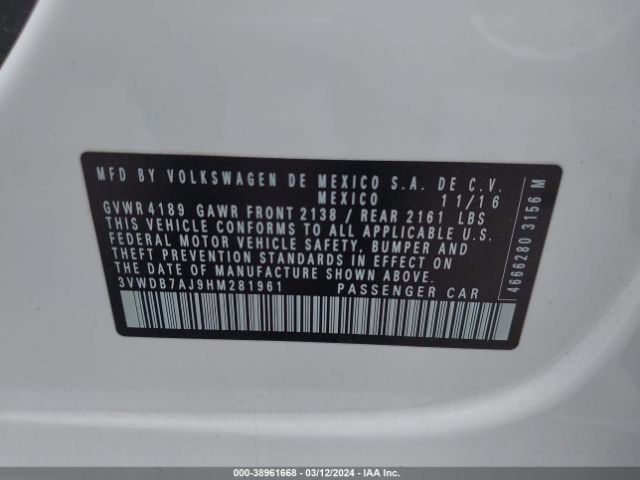 MFD BY VOLKSWAGEN DE MEXICO S.A. DE C.V.
MEXICO 11/16
GVWR 4189 GAWR FRONT 2138 / REAR 2161 LBS
THIS VEHICLE CONFORMS TO ALL APPLICABLE U.S.
FEDERAL MOTOR VEHICLE SAFETY, BUMPER AND
THEFT PREVENTION STANDARDS IN EFFECT ON
THE DATE OF MANUFACTURE SHOWN ABOVE.
3VWDB7AJ9HM281961 PASSENGER CAR
4666280 3156 M
000-38961668 - 03/12/2024 - IAA Inc.